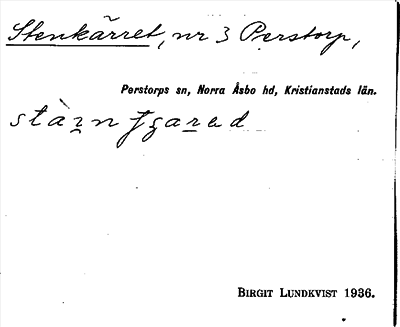 Stenkärret, nr 3 Perstorp,
Perstorps sn, Norra Åsbo hd, Kristianstads län.
BIRGIT LUNDKVIST 1936.